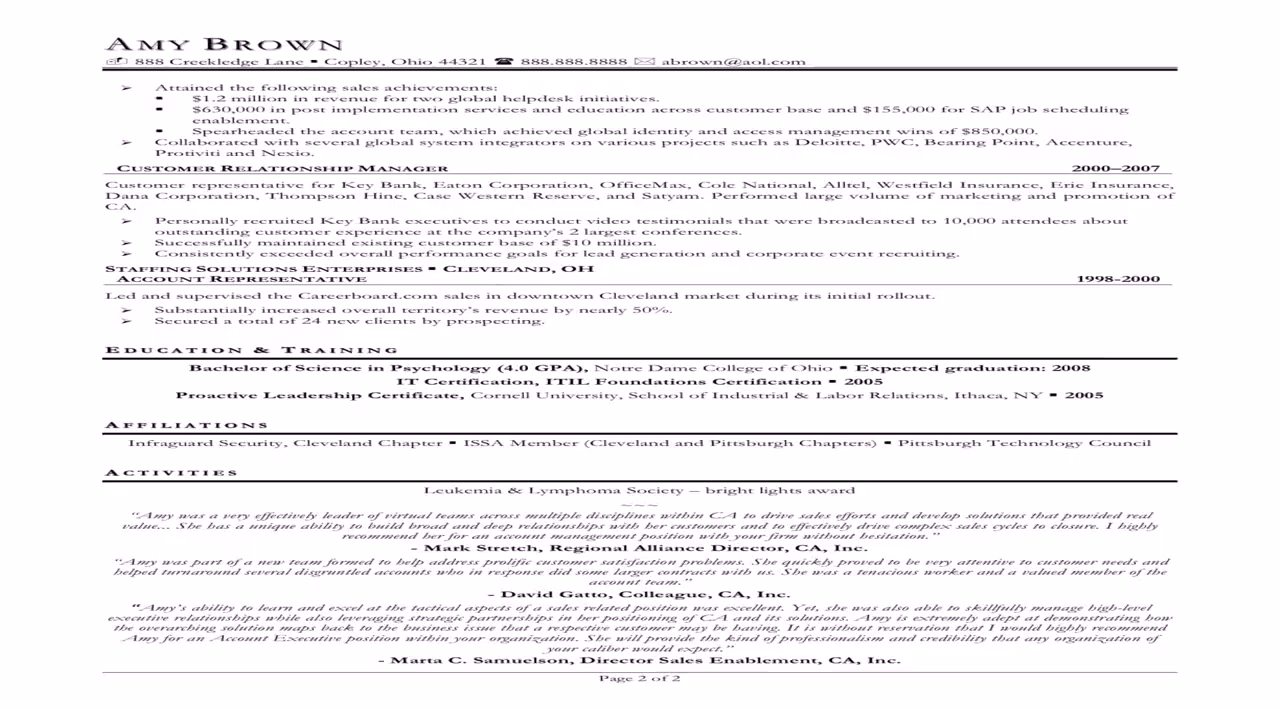 AMY BROWN
888 Creekledge Lane ▪ Copley, Ohio 44321 ☎ 888.888.8888 ✉ abrown@aol.com
➢ Attained the following sales achievements:
▪ $1.2 million in revenue for two global helpdesk initiatives.
▪ $630,000 in post implementation services and education across customer base and $155,000 for SAP job scheduling
enablement.
▪ Spearheaded the account team, which achieved global identity and access management wins of $850,000.
➢ Collaborated with several global system integrators on various projects such as Deloitte, PWC, Bearing Point, Accenture,
Protiviti and Nexio.
CUSTOMER RELATIONSHIP MANAGER 2000–2007
Customer representative for Key Bank, Eaton Corporation, OfficeMax, Cole National, Alltel, Westfield Insurance, Erie Insurance,
Dana Corporation, Thompson Hine, Case Western Reserve, and Satyam. Performed large volume of marketing and promotion of
CA.
➢ Personally recruited Key Bank executives to conduct video testimonials that were broadcasted to 10,000 attendees about
outstanding customer experience at the company's 2 largest conferences.
➢ Successfully maintained existing customer base of $10 million.
➢ Consistently exceeded overall performance goals for lead generation and corporate event recruiting.
STAFFING SOLUTIONS ENTERPRISES ▪ CLEVELAND, OH
ACCOUNT REPRESENTATIVE 1998-2000
Led and supervised the Careerboard.com sales in downtown Cleveland market during its initial rollout.
➢ Substantially increased overall territory's revenue by nearly 50%.
➢ Secured a total of 24 new clients by prospecting.
EDUCATION & TRAINING
Bachelor of Science in Psychology (4.0 GPA), Notre Dame College of Ohio ▪ Expected graduation: 2008
IT Certification, ITIL Foundations Certification ▪ 2005
Proactive Leadership Certificate, Cornell University, School of Industrial & Labor Relations, Ithaca, NY ▪ 2005
AFFILIATIONS
Infraguard Security, Cleveland Chapter ▪ ISSA Member (Cleveland and Pittsburgh Chapters) ▪ Pittsburgh Technology Council
ACTIVITIES
Leukemia & Lymphoma Society – bright lights award
~~~
"Amy was a very effectively leader of virtual teams across multiple disciplines within CA to drive sales efforts and develop solutions that provided real
value... She has a unique ability to build broad and deep relationships with her customers and to effectively drive complex sales cycles to closure. I highly
recommend her for an account management position with your firm without hesitation."
- Mark Stretch, Regional Alliance Director, CA, Inc.
"Amy was part of a new team formed to help address prolific customer satisfaction problems. She quickly proved to be very attentive to customer needs and
helped turnaround several disgruntled accounts who in response did some larger contracts with us. She was a tenacious worker and a valued member of the
account team."
- David Gatto, Colleague, CA, Inc.
"Amy's ability to learn and excel at the tactical aspects of a sales related position was excellent. Yet, she was also able to skillfully manage high-level
executive relationships while also leveraging strategic partnerships in her positioning of CA and its solutions. Amy is extremely adept at demonstrating how
the overarching solution maps back to the business issue that a respective customer may be having. It is without reservation that I would highly recommend
Amy for an Account Executive position within your organization. She will provide the kind of professionalism and credibility that any organization of
your caliber would expect."
- Marta C. Samuelson, Director Sales Enablement, CA, Inc.
Page 2 of 2